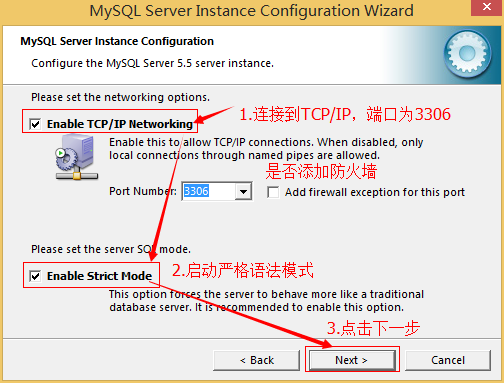 MySQL Server Instance Configuration Wizard
MySQL Server Instance Configuration
Configure the MySQL Server 5.5 server instance.
Please set the networking options.
Enable TCP/IP Networking
1.连接到TCP/IP，端口为3306
Enable this to allow TCP/IP connections. When disabled, only
local connections through named pipes are allowed.
是否添加防火墙
Port Number: 3306 Add firewall exception for this port
Please set the server SQL mode.
Enable Strict Mode
2.启动严格语法模式
This option forces the server to behave more like a traditional
database server. It is recommended to enable this option.
3.点击下一步
< Back Next > Cancel